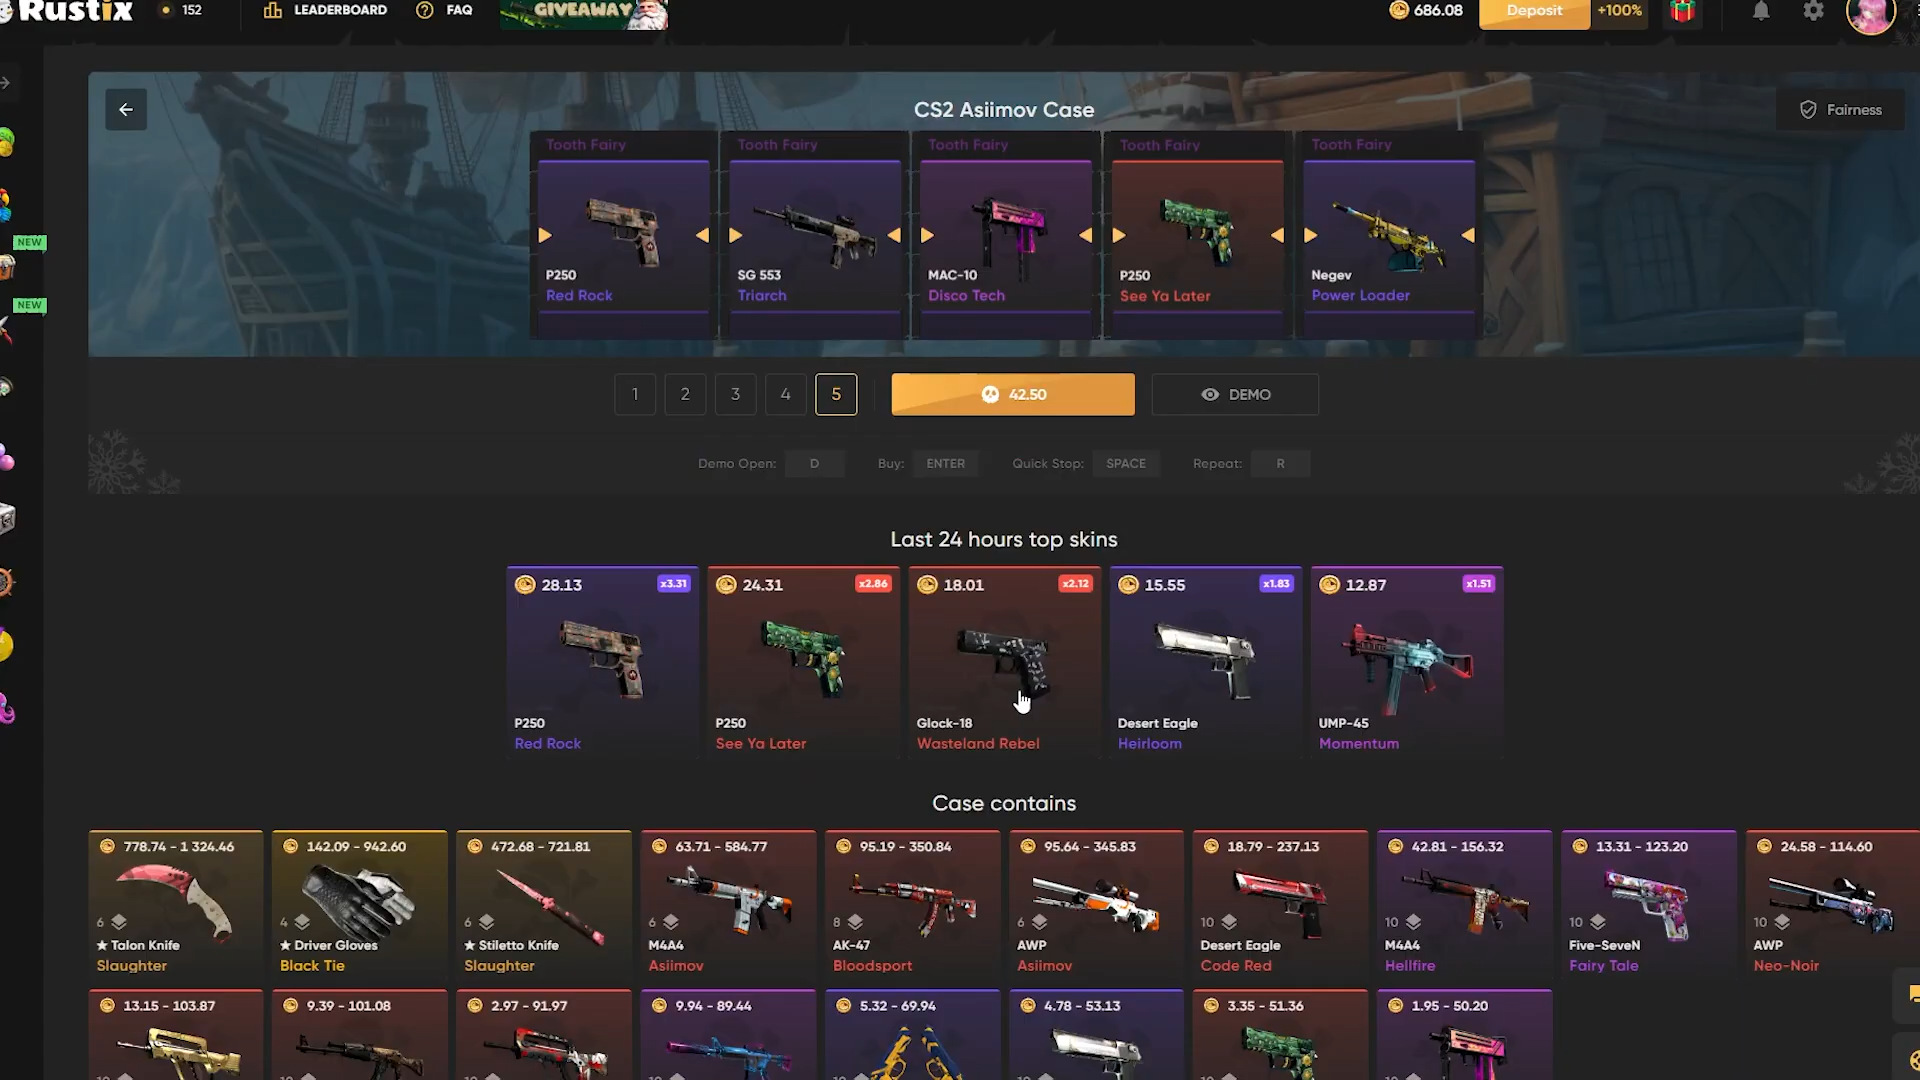 Rustix
152
LEADERBOARD
FAQ
GIVEAWAY
686.08
Deposit
+100%
CS2 Asiimov Case
Fairness
Tooth Fairy
Tooth Fairy
Tooth Fairy
Tooth Fairy
Tooth Fairy
NEW
NEW
P250
Red Rock
SG 553
Triarch
MAC-10
Disco Tech
P250
See Ya Later
Negev
Power Loader
1
2
3
4
5
42.50
DEMO
Demo Open: D
Buy: ENTER
Quick Stop: SPACE
Repeat: R
Last 24 hours top skins
28.13
x3.31
P250
Red Rock
24.31
x2.86
P250
See Ya Later
18.01
x2.12
Glock-18
Wasteland Rebel
15.55
x1.83
Desert Eagle
Heirloom
12.87
x1.51
UMP-45
Momentum
Case contains
778.74 - 1 324.46
6
★ Talon Knife
Slaughter
142.09 - 942.60
4
★ Driver Gloves
Black Tie
472.68 - 721.81
6
★ Stiletto Knife
Slaughter
63.71 - 584.77
6
M4A4
Asiimov
95.19 - 350.84
8
AK-47
Bloodsport
95.64 - 345.83
6
AWP
Asiimov
18.79 - 237.13
10
Desert Eagle
Code Red
42.81 - 156.32
10
M4A4
Hellfire
13.31 - 123.20
10
Five-SeveN
Fairy Tale
24.58 - 114.60
10
AWP
Neo-Noir
13.15 - 103.87
9.39 - 101.08
2.97 - 91.97
9.94 - 89.44
5.32 - 69.94
4.78 - 53.13
3.35 - 51.36
1.95 - 50.20